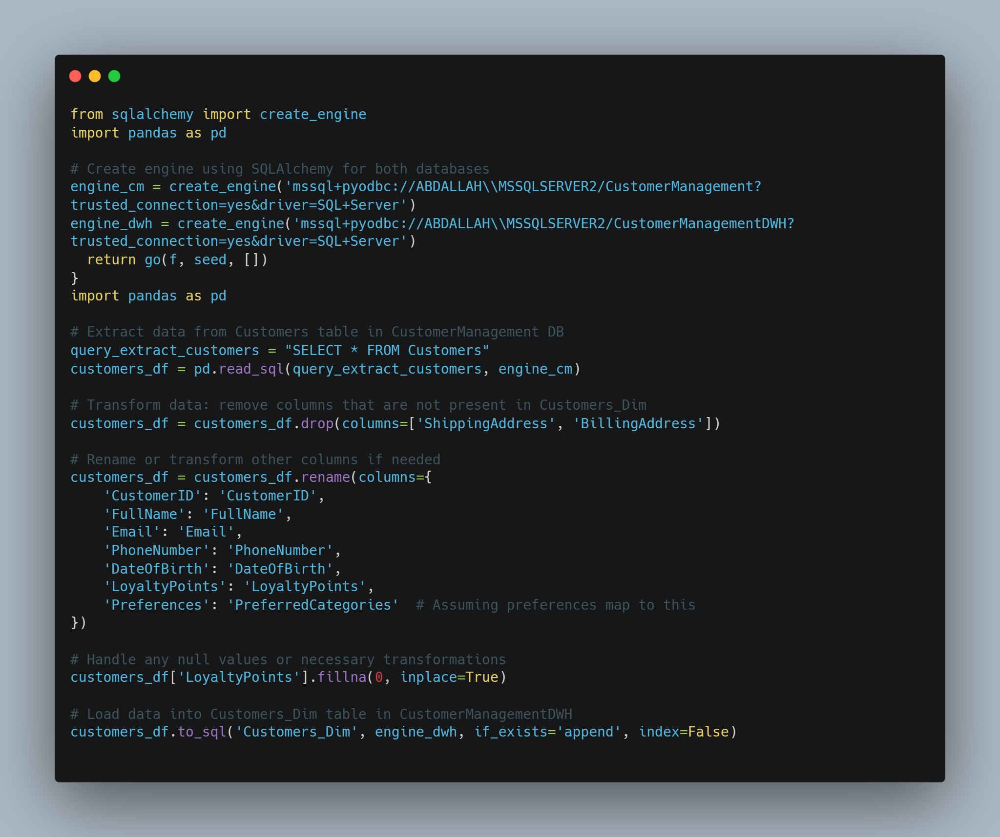 from sqlalchemy import create_engine
import pandas as pd

# Create engine using SQLAlchemy for both databases
engine_cm = create_engine('mssql+pyodbc://ABDALLAH\\MSSQLSERVER2/CustomerManagement?
trusted_connection=yes&driver=SQL+Server')
engine_dwh = create_engine('mssql+pyodbc://ABDALLAH\\MSSQLSERVER2/CustomerManagementDWH?
trusted_connection=yes&driver=SQL+Server')
  return go(f, seed, [])
}
import pandas as pd

# Extract data from Customers table in CustomerManagement DB
query_extract_customers = "SELECT * FROM Customers"
customers_df = pd.read_sql(query_extract_customers, engine_cm)

# Transform data: remove columns that are not present in Customers_Dim
customers_df = customers_df.drop(columns=['ShippingAddress', 'BillingAddress'])

# Rename or transform other columns if needed
customers_df = customers_df.rename(columns={
    'CustomerID': 'CustomerID',
    'FullName': 'FullName',
    'Email': 'Email',
    'PhoneNumber': 'PhoneNumber',
    'DateOfBirth': 'DateOfBirth',
    'LoyaltyPoints': 'LoyaltyPoints',
    'Preferences': 'PreferredCategories'  # Assuming preferences map to this
})

# Handle any null values or necessary transformations
customers_df['LoyaltyPoints'].fillna(0, inplace=True)

# Load data into Customers_Dim table in CustomerManagementDWH
customers_df.to_sql('Customers_Dim', engine_dwh, if_exists='append', index=False)